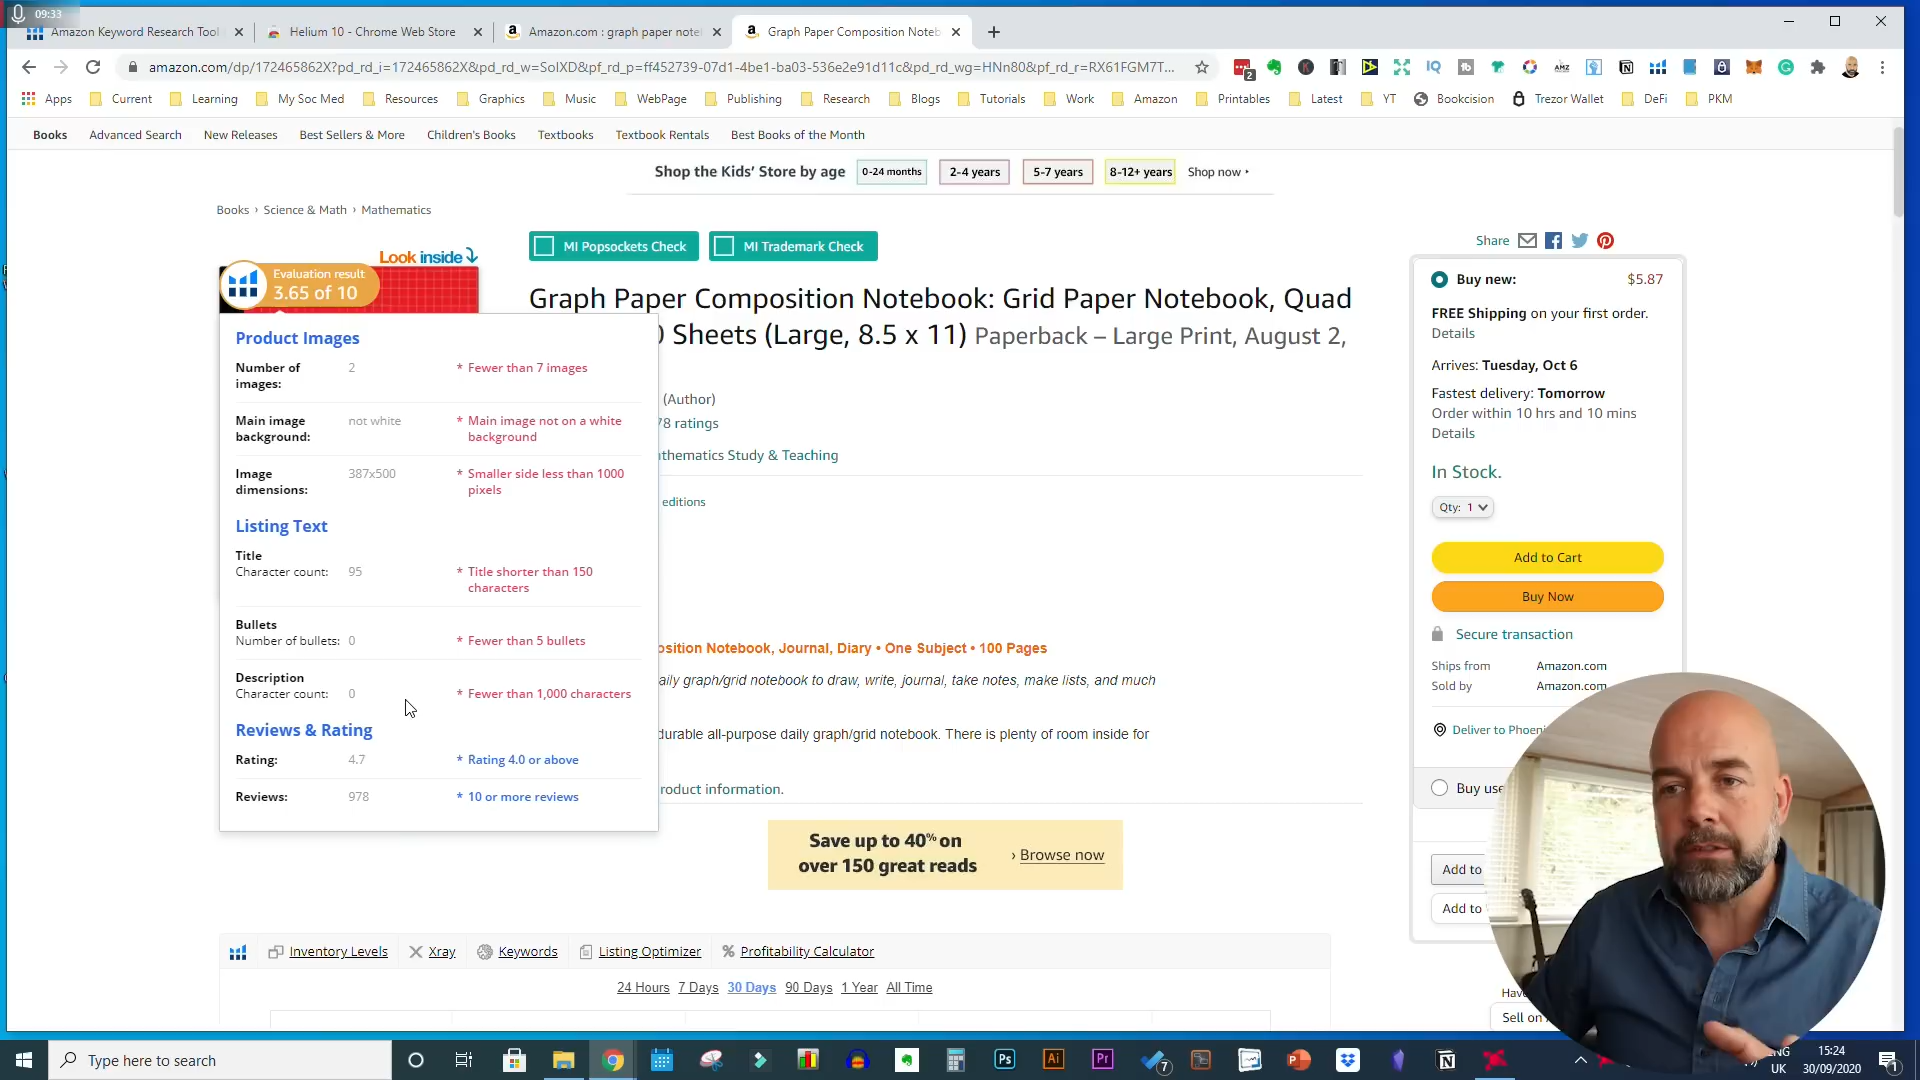 09:33
Amazon Keyword Research Tool
Helium 10 - Chrome Web Store
Amazon.com : graph paper note
Graph Paper Composition Noteb
amazon.com/dp/172465862X?pd_rd_i=172465862X&pd_rd_w=SoIXD&pf_rd_p=ff452739-07d1-4be1-ba03-536e2e91d11c&pd_rd_wg=HNn80&pf_rd_r=RX61FGM7T...
Apps Current Learning My Soc Med Resources Graphics Music WebPage Publishing Research Blogs Tutorials Work Amazon Printables Latest YT Bookcision Trezor Wallet DeFi PKM
Books Advanced Search New Releases Best Sellers & More Children's Books Textbooks Textbook Rentals Best Books of the Month
Shop the Kids' Store by age 0-24 months 2-4 years 5-7 years 8-12+ years Shop now
Books › Science & Math › Mathematics
Look inside
MI Popsockets Check MI Trademark Check
Evaluation result
3.65 of 10
Graph Paper Composition Notebook: Grid Paper Notebook, Quad
Sheets (Large, 8.5 x 11) Paperback – Large Print, August 2,
(Author)
78 ratings
thematics Study & Teaching
editions
osition Notebook, Journal, Diary • One Subject • 100 Pages
aily graph/grid notebook to draw, write, journal, take notes, make lists, and much
durable all-purpose daily graph/grid notebook. There is plenty of room inside for
roduct information.
Product Images
Number of images: 2 * Fewer than 7 images
Main image background: not white * Main image not on a white background
Image dimensions: 387x500 * Smaller side less than 1000 pixels
Listing Text
Title
Character count: 95 * Title shorter than 150 characters
Bullets
Number of bullets: 0 * Fewer than 5 bullets
Description
Character count: 0 * Fewer than 1,000 characters
Reviews & Rating
Rating: 4.7 * Rating 4.0 or above
Reviews: 978 * 10 or more reviews
Share
Buy new: $5.87
FREE Shipping on your first order.
Details
Arrives: Tuesday, Oct 6
Fastest delivery: Tomorrow
Order within 10 hrs and 10 mins
Details
In Stock.
Qty: 1
Add to Cart
Buy Now
Secure transaction
Ships from Amazon.com
Sold by Amazon.com
Deliver to Phoeni
Buy use
Add to
Add to
Have
Sell on
Save up to 40% on
over 150 great reads
› Browse now
Inventory Levels Xray Keywords Listing Optimizer Profitability Calculator
24 Hours 7 Days 30 Days 90 Days 1 Year All Time
Type here to search
Ps Ai Pr 7
ENG
UK
15:24
30/09/2020
1